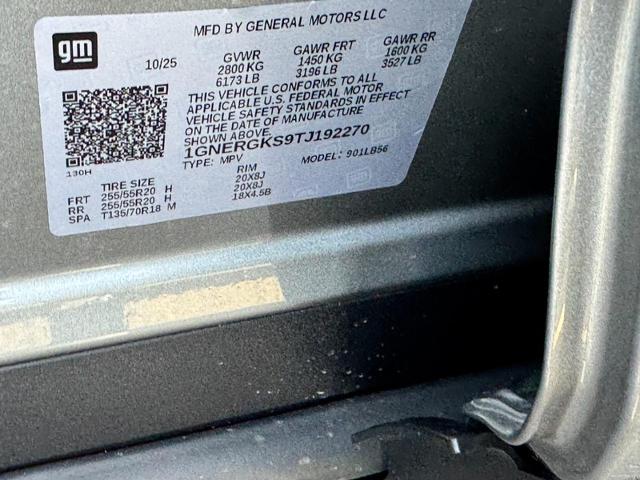 gm
MFD BY GENERAL MOTORS LLC
10/25 GVWR GAWR FRT GAWR RR
2800 KG 1450 KG 1600 KG
6173 LB 3196 LB 3527 LB
THIS VEHICLE CONFORMS TO ALL
APPLICABLE U.S. FEDERAL MOTOR
VEHICLE SAFETY STANDARDS IN EFFECT
ON THE DATE OF MANUFACTURE
SHOWN ABOVE.
1GNERGKS9TJ192270
TYPE: MPV MODEL: 901LB56
130H
TIRE SIZE RIM
FRT 255/55R20 H 20X8J
RR 255/55R20 H 20X8J
SPA T135/70R18 M 18X4.5B